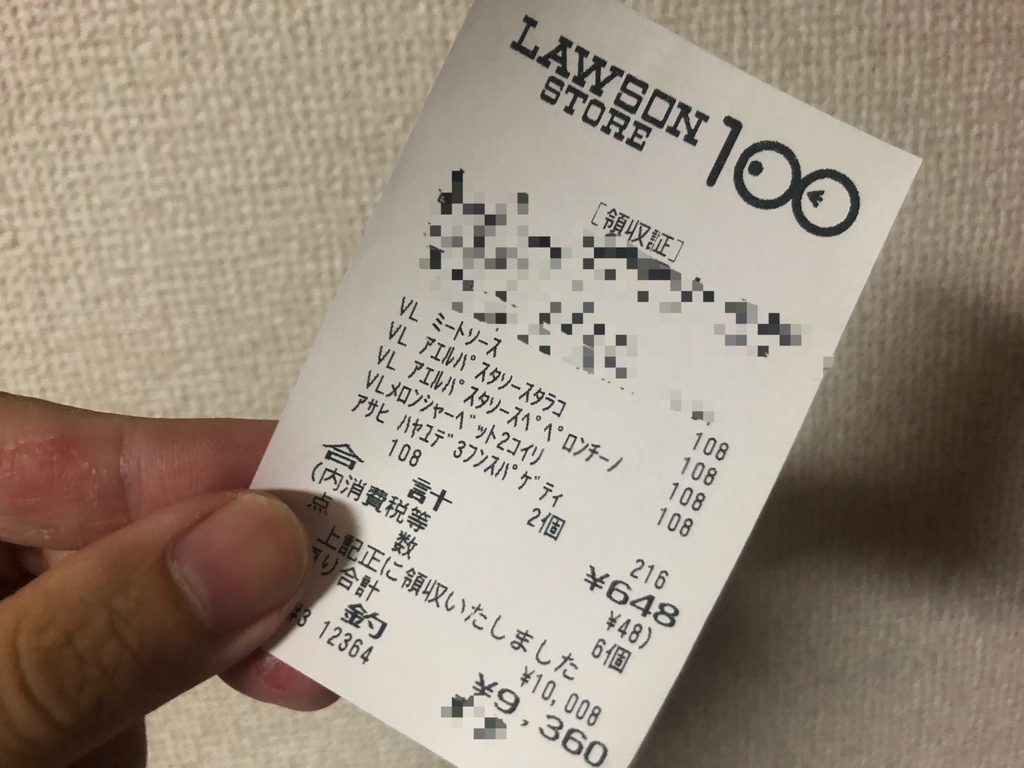 LAWSON
STORE 100
[領収証]
VL ミートソース 108
VL アエルパスタソースタラコ 108
VL アエルパスタソースペペロンチーノ 108
VLメロンシャーベット2コイリ 108
アサヒ ハヤユデ3フンスパゲティ
108 2個 216
合 計 ¥648
(内消費税等 ¥48)
点 数 6個
上記正に領収いたしました
預り合計 ¥10,008
釣 ¥9,360
#3 12364